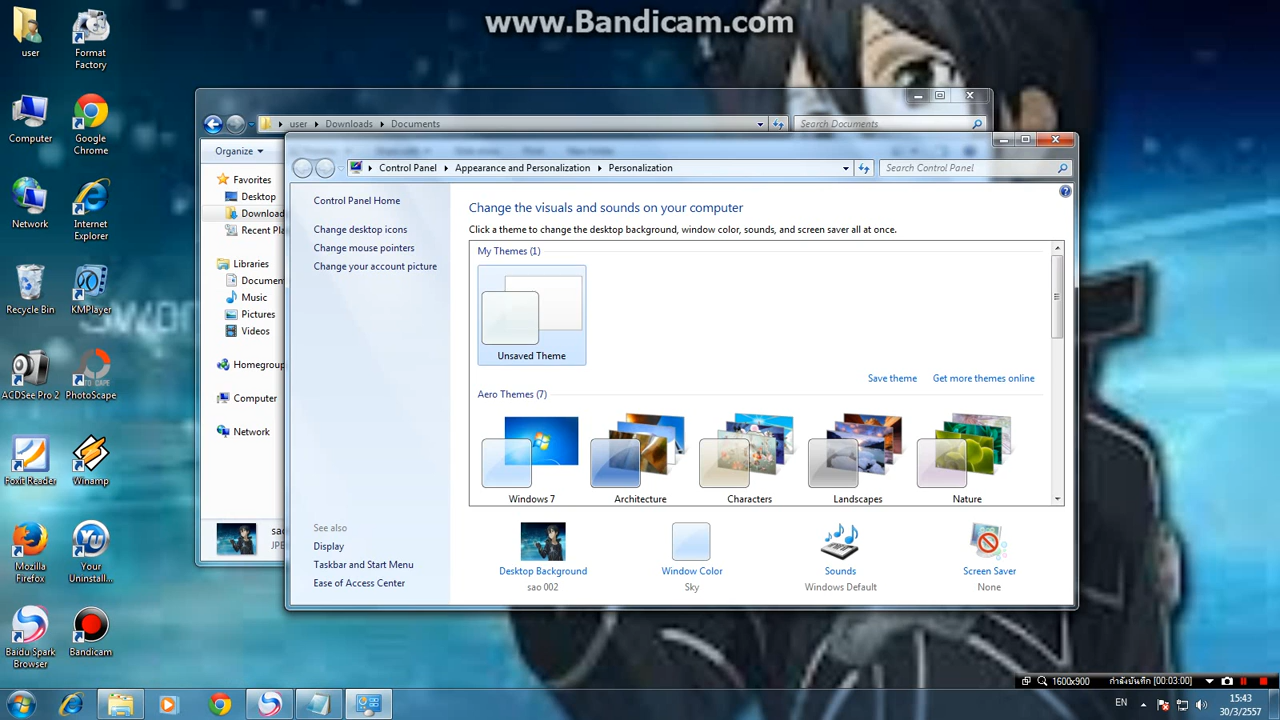 www.Bandicam.com
user
Format
Factory
Computer
Google
Chrome
Network
Internet
Explorer
Recycle Bin
KMPlayer
ACDSee Pro 2
PhotoScape
Foxit Reader
Winamp
Mozilla
Firefox
Your
Uninstall...
Baidu Spark
Browser
Bandicam
user
Downloads
Documents
Search Documents
Organize
Favorites
Desktop
Download
Recent Pla
Libraries
Documen
Music
Pictures
Videos
Homegroup
Computer
Network
sao
JPE
Control Panel
Appearance and Personalization
Personalization
Search Control Panel
Control Panel Home
Change desktop icons
Change mouse pointers
Change your account picture
See also
Display
Taskbar and Start Menu
Ease of Access Center
Change the visuals and sounds on your computer
Click a theme to change the desktop background, window color, sounds, and screen saver all at once.
My Themes (1)
Unsaved Theme
Save theme
Get more themes online
Aero Themes (7)
Windows 7
Architecture
Characters
Landscapes
Nature
Desktop Background
sao 002
Window Color
Sky
Sounds
Windows Default
Screen Saver
None
1600x900
กำลังบันทึก (00:03:00)
EN
15:43
30/3/2557